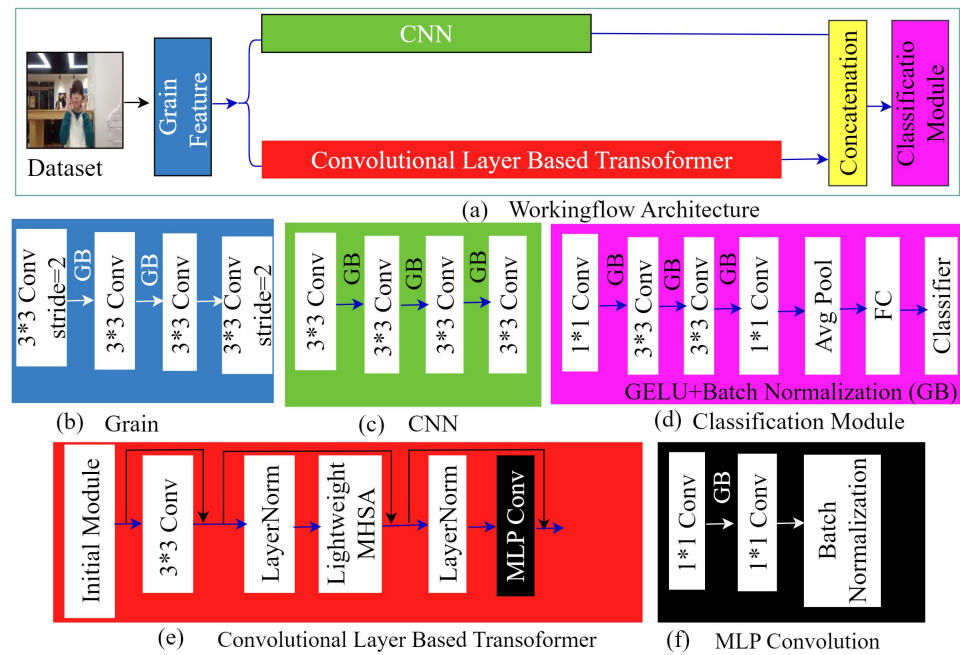 CNN
Grain
Feature
Dataset
Convolutional Layer Based Transoformer
Concatenation
Classificatio
Module
(a) Workingflow Architecture
3*3 Conv
stride=2
GB
3*3 Conv
GB
3*3 Conv
3*3 Conv
stride=2
(b) Grain
3*3 Conv
GB
3*3 Conv
GB
3*3 Conv
GB
3*3 Conv
(c) CNN
1*1 Conv
GB
3*3 Conv
GB
3*3 Conv
GB
1*1 Conv
Avg Pool
FC
Classifier
GELU+Batch Normalization (GB)
(d) Classification Module
Initial Module
3*3 Conv
LayerNorm
Lightweight
MHSA
LayerNorm
MLP Conv
(e) Convolutional Layer Based Transoformer
1*1 Conv
GB
1*1 Conv
Batch
Normalization
(f) MLP Convolution